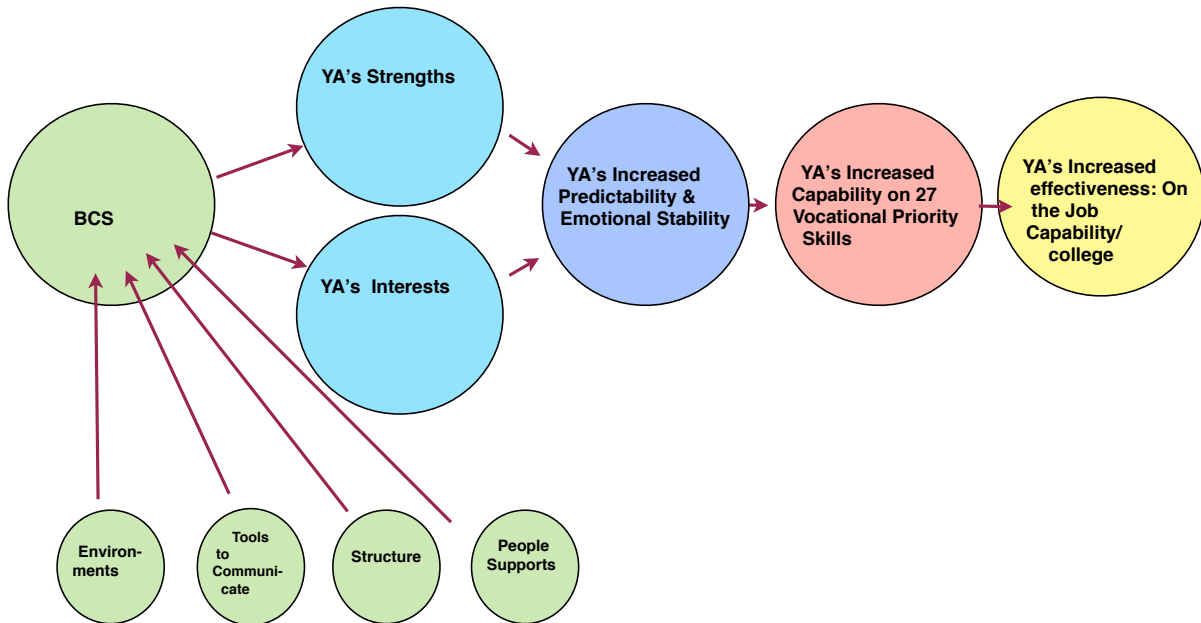 YA's Strengths
BCS
YA's Interests
YA's Increased
Predictability &
Emotional Stability
YA's Increased
Capability on 27
Vocational Priority
Skills
YA's Increased
effectiveness: On
the Job
Capability/
college
Environ-
ments
Tools
to
Communi-
cate
Structure
People
Supports